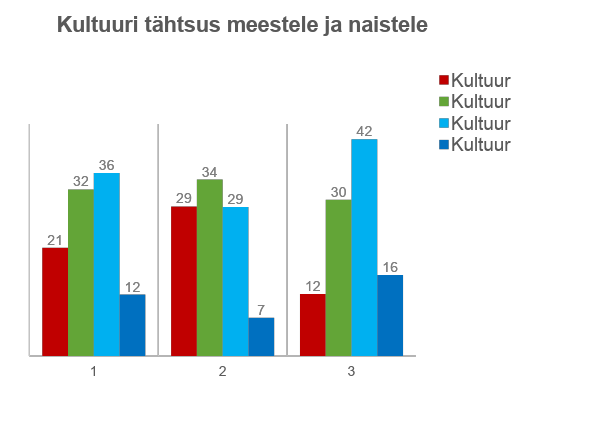 Kultuuri tähtsus meestele ja naistele
Kultuur
Kultuur
Kultuur
Kultuur
21 32 36 12
29 34 29 7
12 30 42 16
1 2 3